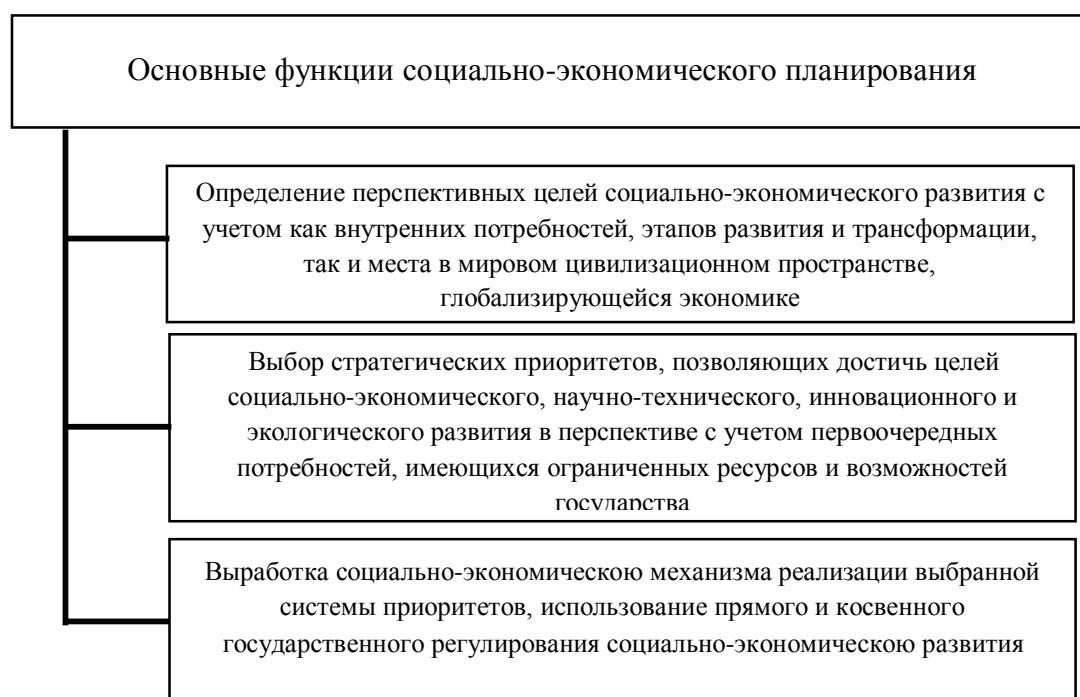 Основные функции социально-экономического планирования
Определение перспективных целей социально-экономического развития с
учетом как внутренних потребностей, этапов развития и трансформации,
так и места в мировом цивилизационном пространстве,
глобализирующейся экономике
Выбор стратегических приоритетов, позволяющих достичь целей
социально-экономического, научно-технического, инновационного и
экологического развития в перспективе с учетом первоочередных
потребностей, имеющихся ограниченных ресурсов и возможностей
государства
Выработка социально-экономическою механизма реализации выбранной
системы приоритетов, использование прямого и косвенного
государственного регулирования социально-экономическою развития